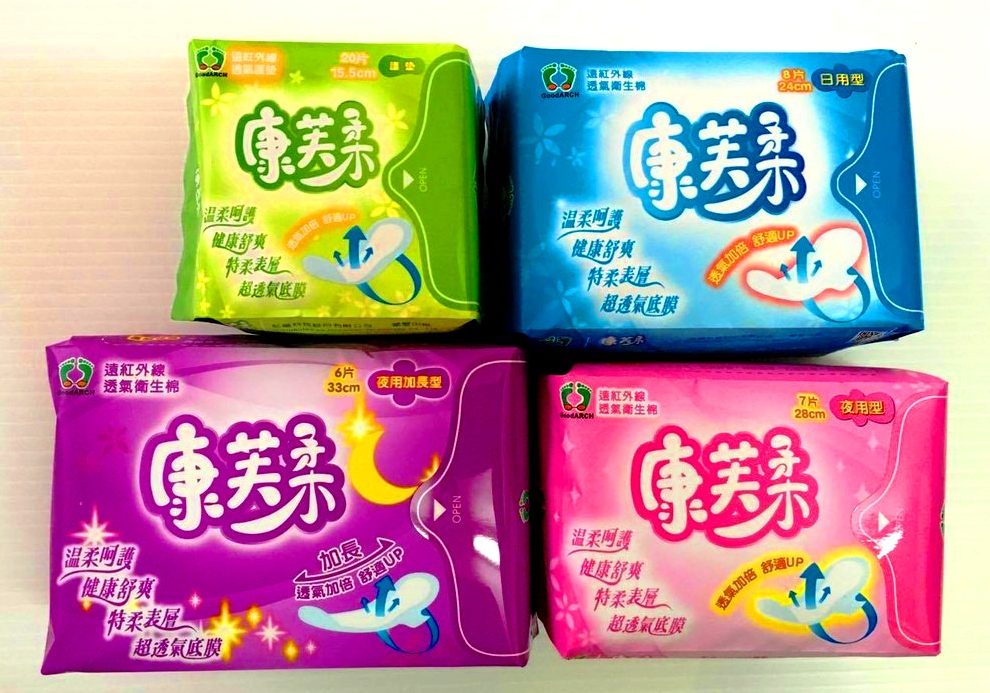 GoodARCH
遠紅外線
透氣護墊
20片
15.5cm
護墊
康芙柔
OPEN
溫柔呵護
健康舒爽
特柔表層
超透氣底膜
透氣加倍 舒適UP
GoodARCH
遠紅外線
透氣衛生棉
8片
24cm
日用型
康芙柔
OPEN
溫柔呵護
健康舒爽
特柔表層
超透氣底膜
透氣加倍 舒適UP
康芙柔
GoodARCH
遠紅外線
透氣衛生棉
6片
33cm
夜用加長型
康芙柔
OPEN
溫柔呵護
健康舒爽
特柔表層
超透氣底膜
加長
透氣加倍 舒適UP
GoodARCH
遠紅外線
透氣衛生棉
7片
28cm
夜用型
康芙柔
溫柔呵護
健康舒爽
特柔表層
超透氣底膜
透氣加倍 舒適UP